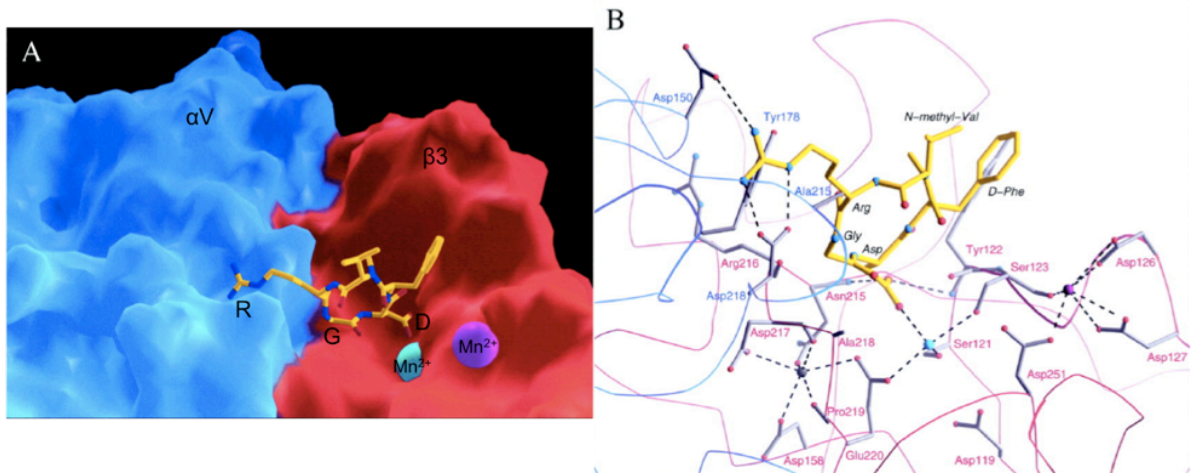 A
αV
β3
R
G
D
Mn2+
Mn2+
B
Asp150
Tyr178
N-methyl-Val
Ala215
D-Phe
Arg
Gly
Asp
Arg216
Tyr122
Ser123
Asp126
Asp218
Asn215
Asp217
Ala218
Ser121
Asp127
Asp251
Pro219
Asp158
Glu220
Asp119